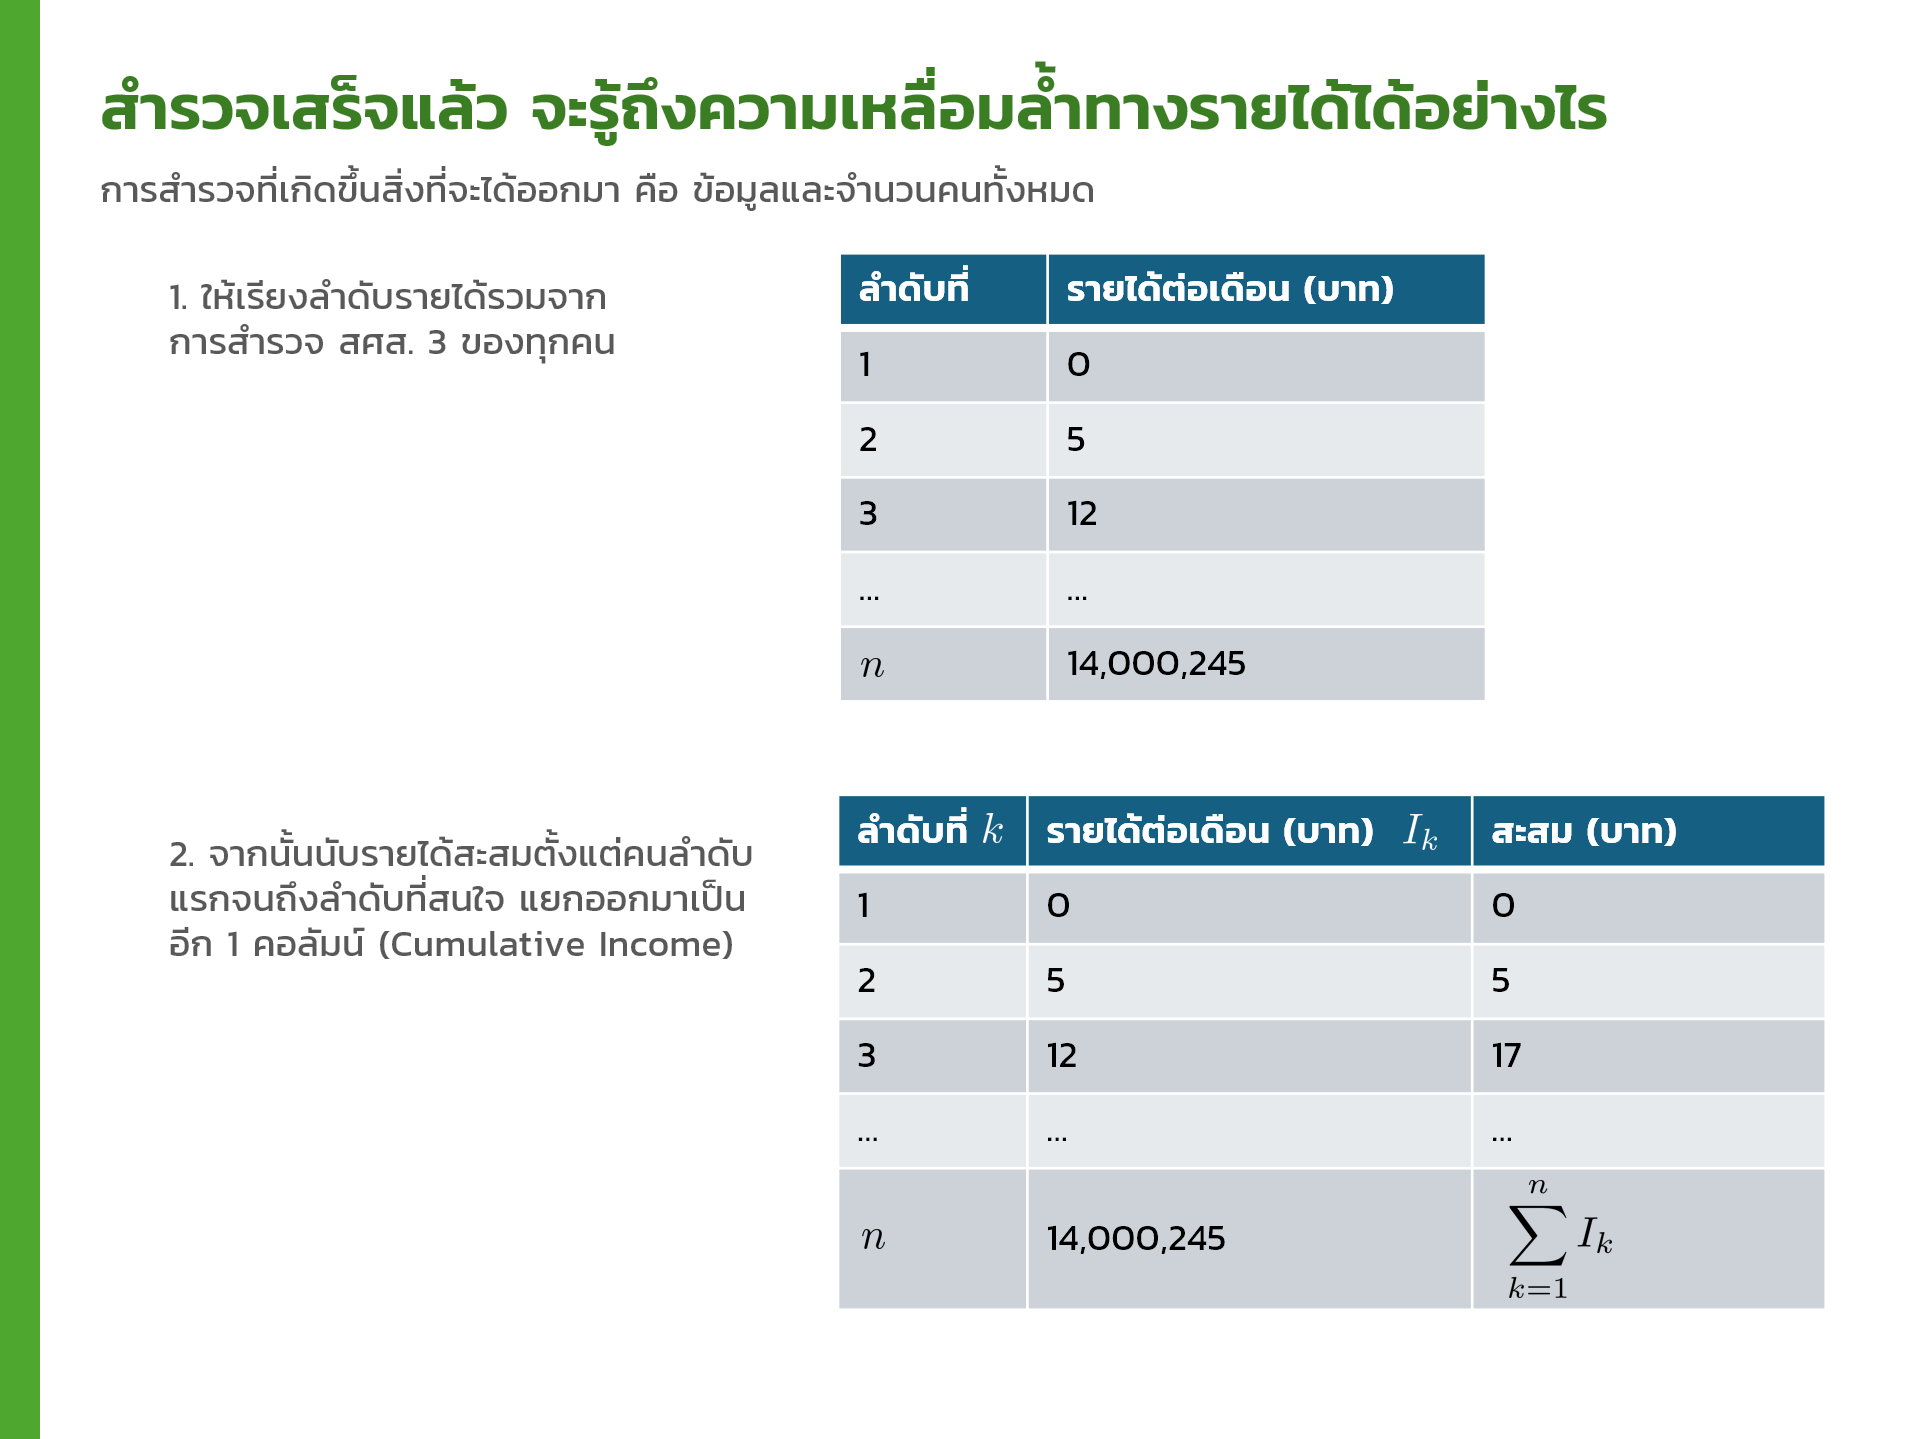 สำรวจเสร็จแล้ว จะรู้ถึงความเหลื่อมล้ำทางรายได้ได้อย่างไร
การสำรวจที่เกิดขึ้นสิ่งที่จะได้ออกมา คือ ข้อมูลและจำนวนคนทั้งหมด
1. ให้เรียงลำดับรายได้รวมจาก
การสำรวจ สศส. 3 ของทุกคน
ลำดับที่ รายได้ต่อเดือน (บาท)
1 0
2 5
3 12
... ...
n 14,000,245
2. จากนั้นนับรายได้สะสมตั้งแต่คนลำดับ
แรกจนถึงลำดับที่สนใจ แยกออกมาเป็น
อีก 1 คอลัมน์ (Cumulative Income)
ลำดับที่ k รายได้ต่อเดือน (บาท) I_k สะสม (บาท)
1 0 0
2 5 5
3 12 17
... ... ...
n 14,000,245 \sum_{k=1}^{n} I_k